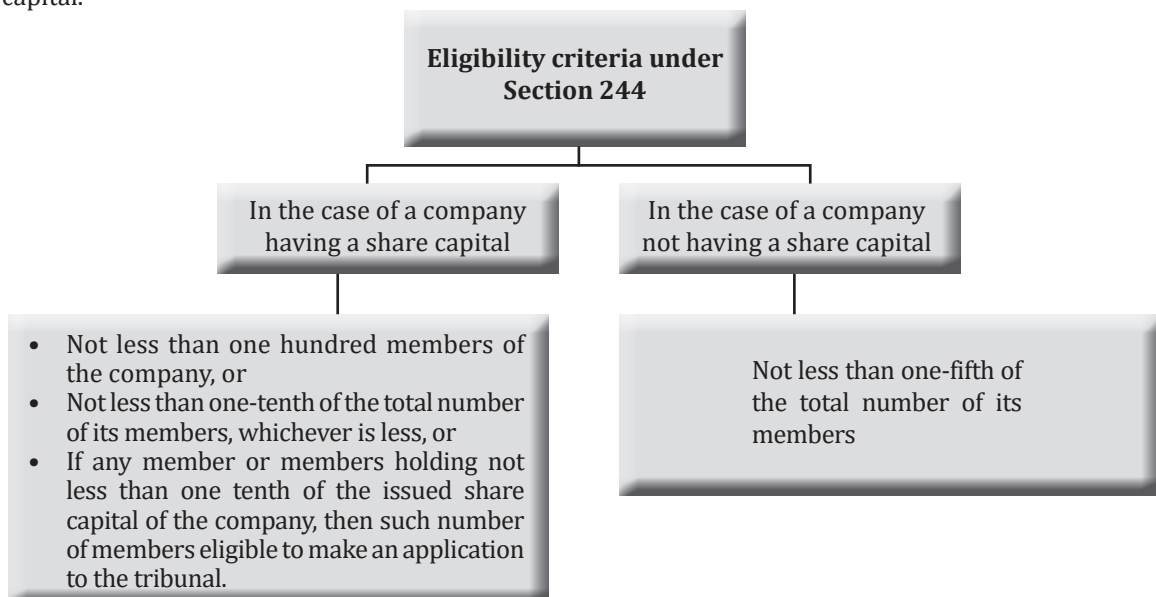 capital.
Eligibility criteria under
Section 244
In the case of a company
having a share capital
In the case of a company
not having a share capital
• Not less than one hundred members of
the company, or
• Not less than one-tenth of the total number
of its members, whichever is less, or
• If any member or members holding not
less than one tenth of the issued share
capital of the company, then such number
of members eligible to make an application
to the tribunal.
Not less than one-fifth of
the total number of its
members